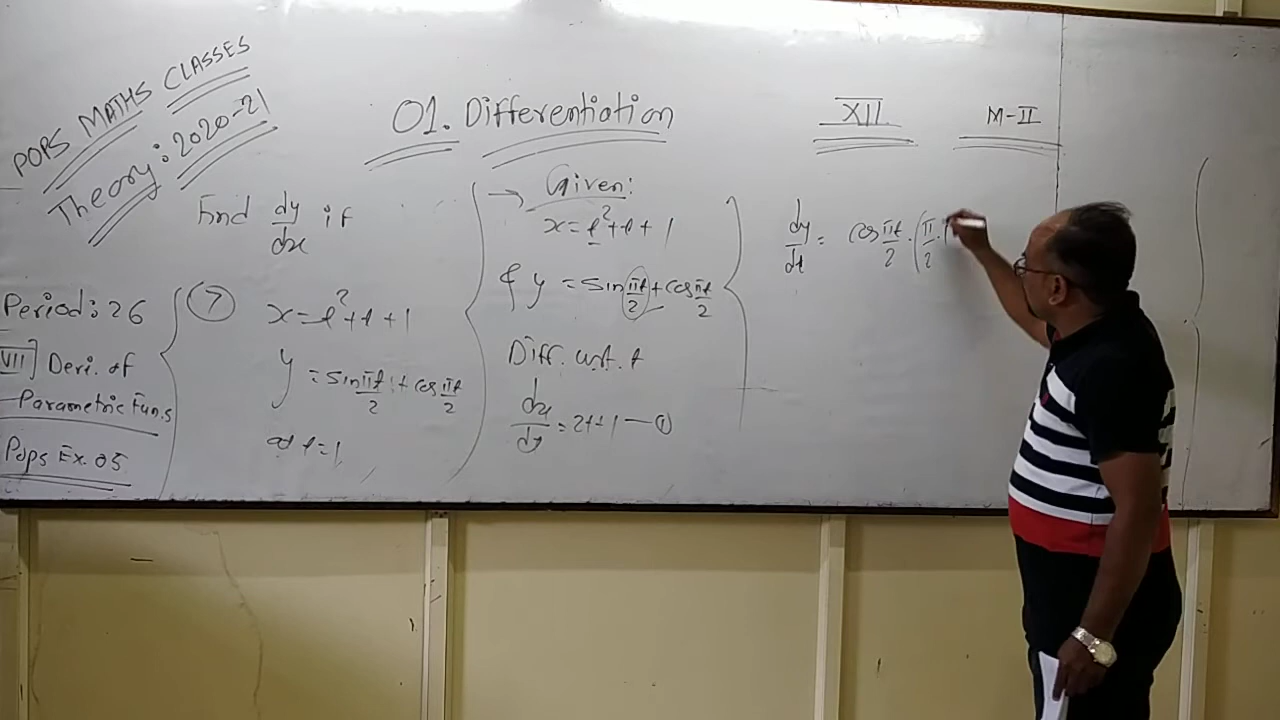 POPS MATHS CLASSES
Theory: 2020-21
01. Differentiation
XII
M-II
Period: 26
VII] Deri. of
Parametric Fun.s
Pops Ex. 05
Find dy/dx if
(7) x = t² + t + 1
y = sin πt/2 + cos πt/2
at t = 1
→ Given:
x = t² + t + 1
& y = sin πt/2 + cos πt/2
Diff. w.r.t. t
dx/dy = 2t + 1 — ①
dy/dt = cos πt/2 · (π/2 ·